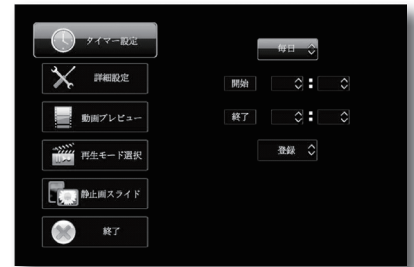 タイマー設定
詳細設定
動画プレビュー
再生モード選択
静止画スライド
終了
毎日
開始 :
終了 :
登録